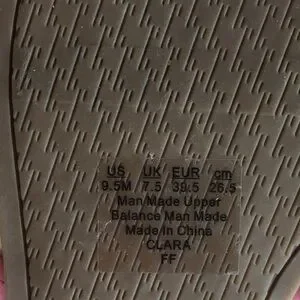 US UK EUR cm
9.5M 7.5 39.5 26.5
Man Made Upper
Balance Man Made
Made in China
CLARA
FF